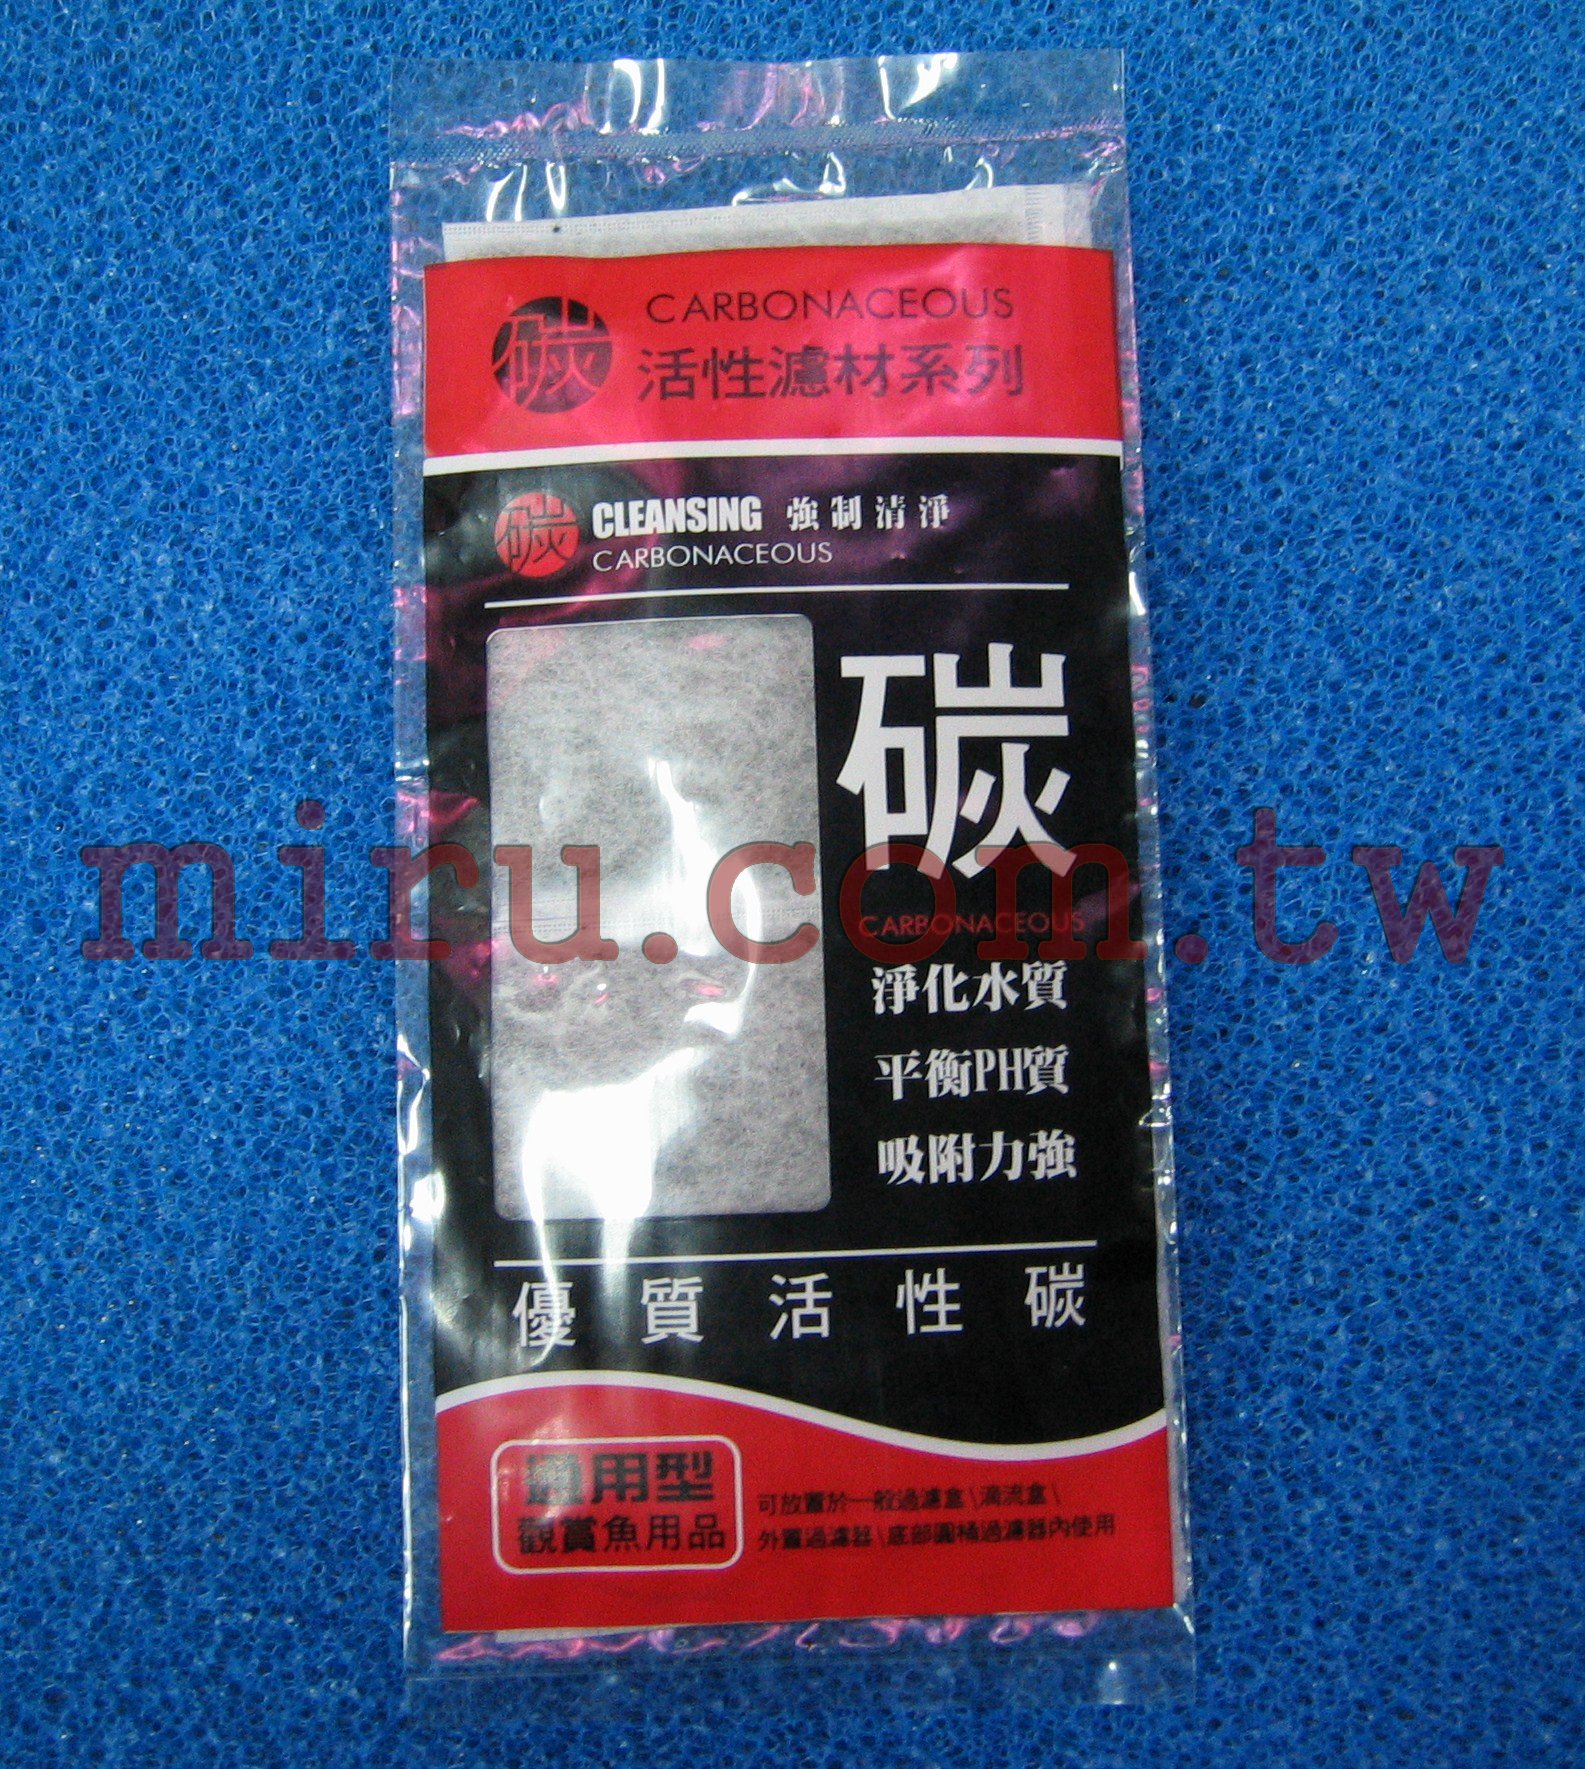 碳
CARBONACEOUS
活性濾材系列
碳
CLEANSING 強制清淨
CARBONACEOUS
碳
miru.com.tw
CARBONACEOUS
淨化水質
平衡PH質
吸附力強
優質活性碳
通用型
觀賞魚用品
可放置於一般過濾盒\滴流盒\
外置過濾器\底部圓桶過濾器內使用